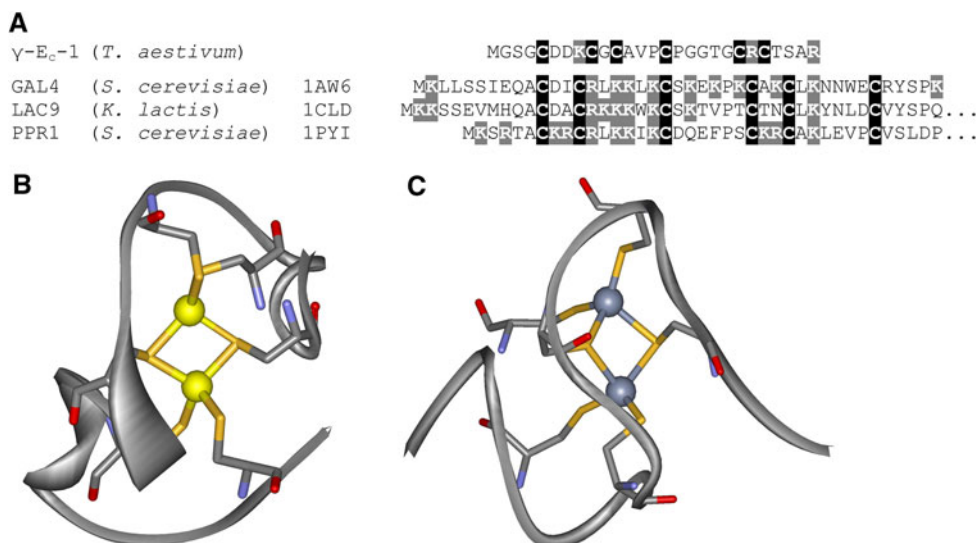 A
γ-Ec-1 (T. aestivum) MGSGCDDKCGCAVPCPGGTGCRCTSAR
GAL4 (S. cerevisiae) 1AW6 MKLLSSIEQACDICRLKKLKCSKEKPKCAKCLKNNWECRYSPK
LAC9 (K. lactis) 1CLD MKKSSEVMHQACDACRKKKWKCSKTVPTCTNCLKYNLDCVYSPQ...
PPR1 (S. cerevisiae) 1PYI MKSRTACKRCRLKKIKCDQEFPSCKRCAKLEVPCVSLDP...
B
C